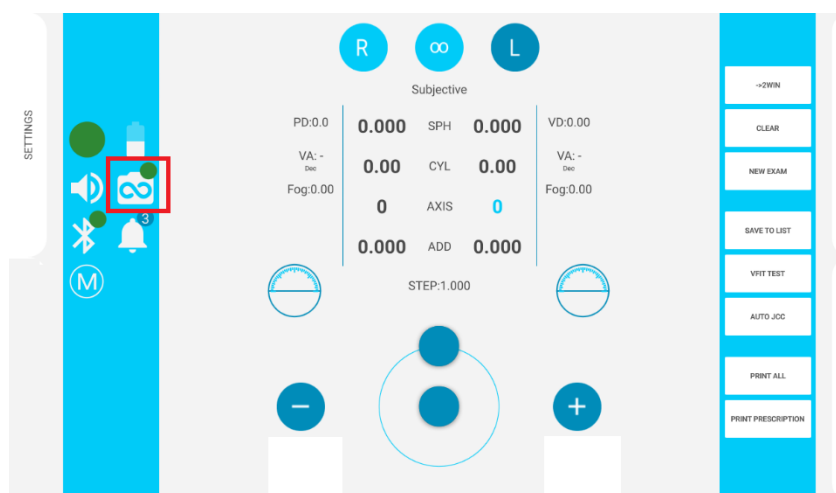 SETTINGS
3
M
R ∞ L
Subjective
PD:0.0 0.000 SPH 0.000 VD:0.00
VA: - 0.00 CYL 0.00 VA: -
Dec Dec
Fog:0.00 Fog:0.00
0 AXIS 0
0.000 ADD 0.000
STEP:1.000
− +
->2WIN
CLEAR
NEW EXAM
SAVE TO LIST
VFIT TEST
AUTO JCC
PRINT ALL
PRINT PRESCRIPTION